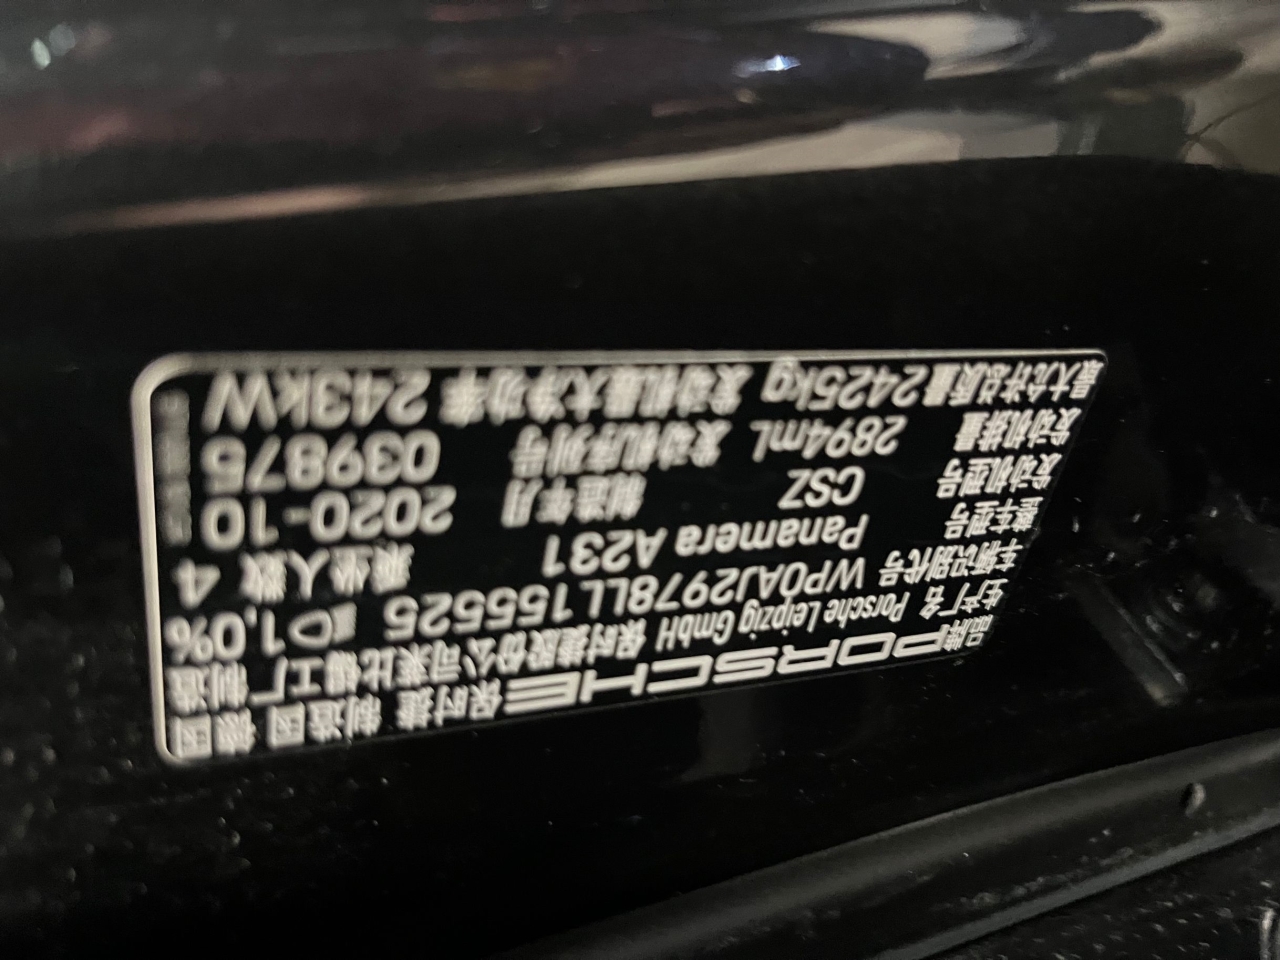 品牌 PORSCHE 保时捷 制造国 德国
生产厂名 Porsche Leipzig GmbH 保时捷股份公司莱比锡工厂 制造
车辆识别代号 WP0AJ2978LL155525 1.0%
整车型号 Panamera A231 乘坐人数 4
发动机型号 CSZ 制造年月 2020-10
发动机排量 2894mL 发动机序列号 039875
最大允许总质量 2425kg 发动机最大净功率 243kW